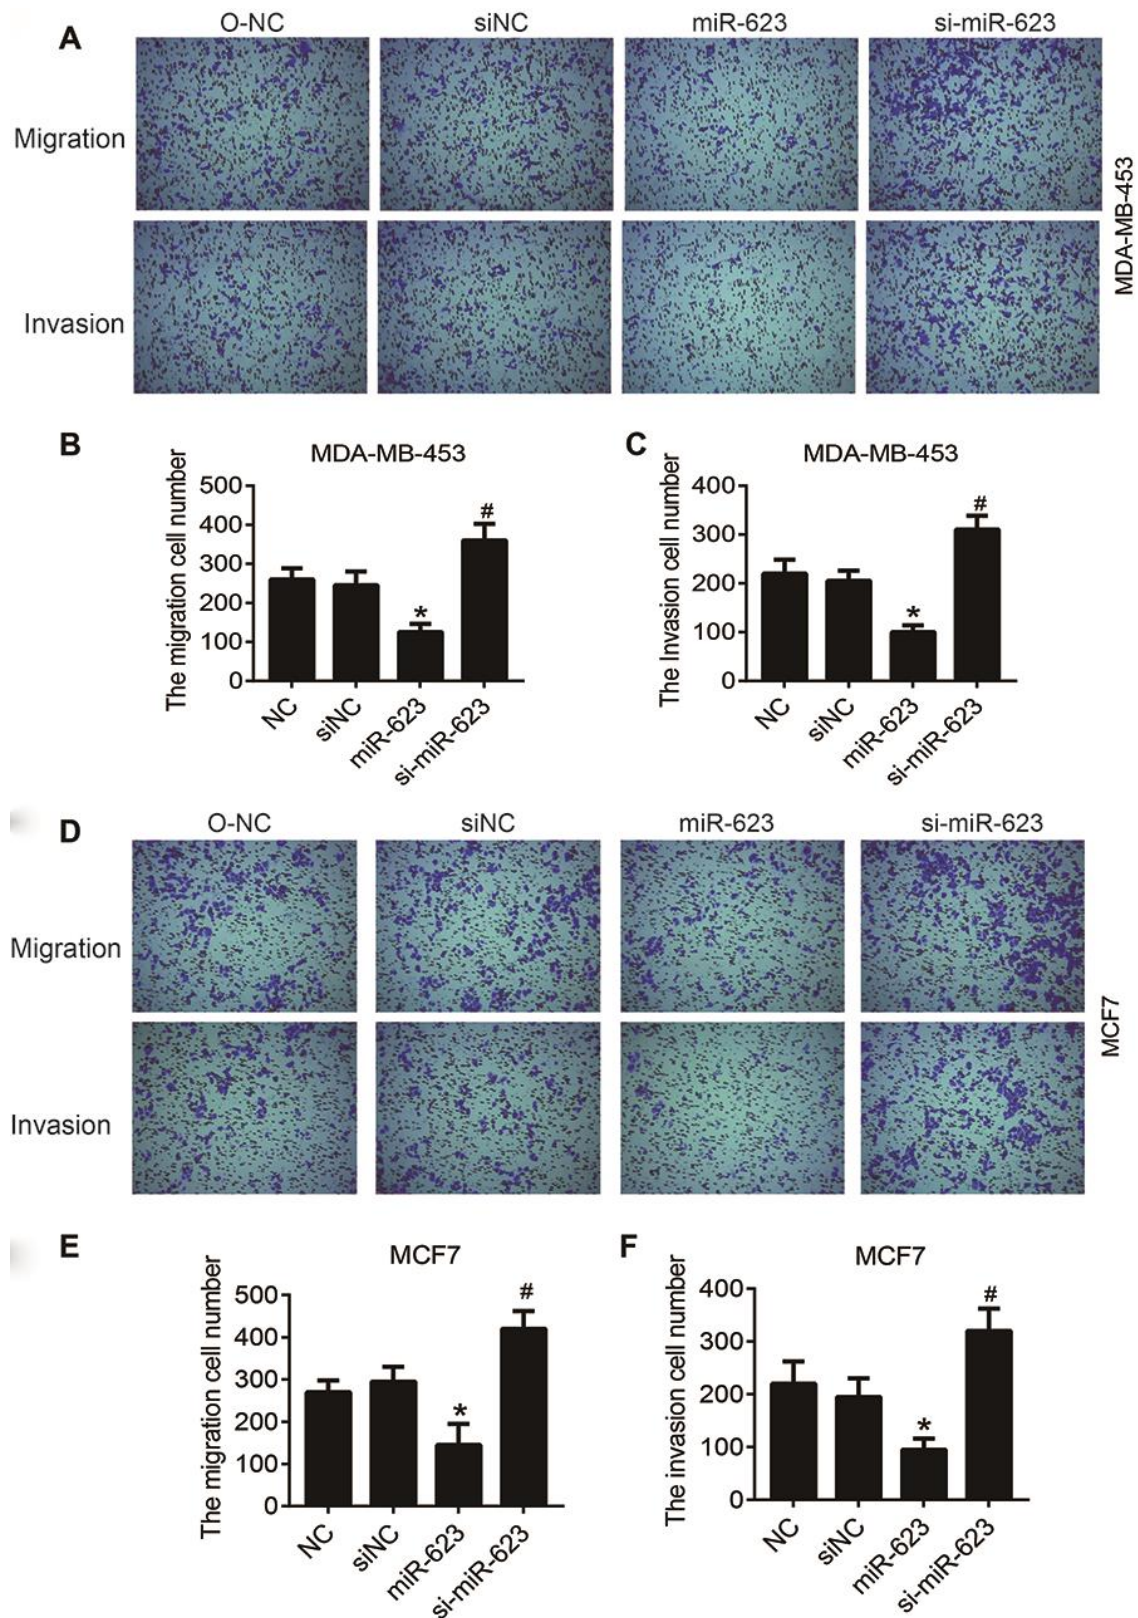 A
O-NC siNC miR-623 si-miR-623
Migration
Invasion
MDA-MB-453
B
MDA-MB-453
The migration cell number
500
400
300
200
100
0
*
#
NC siNC miR-623 si-miR-623
C
MDA-MB-453
The Invasion cell number
400
300
200
100
0
*
#
NC siNC miR-623 si-miR-623
D
O-NC siNC miR-623 si-miR-623
Migration
Invasion
MCF7
E
MCF7
The migration cell number
500
400
300
200
100
0
*
#
NC siNC miR-623 si-miR-623
F
MCF7
The invasion cell number
400
300
200
100
0
*
#
NC siNC miR-623 si-miR-623